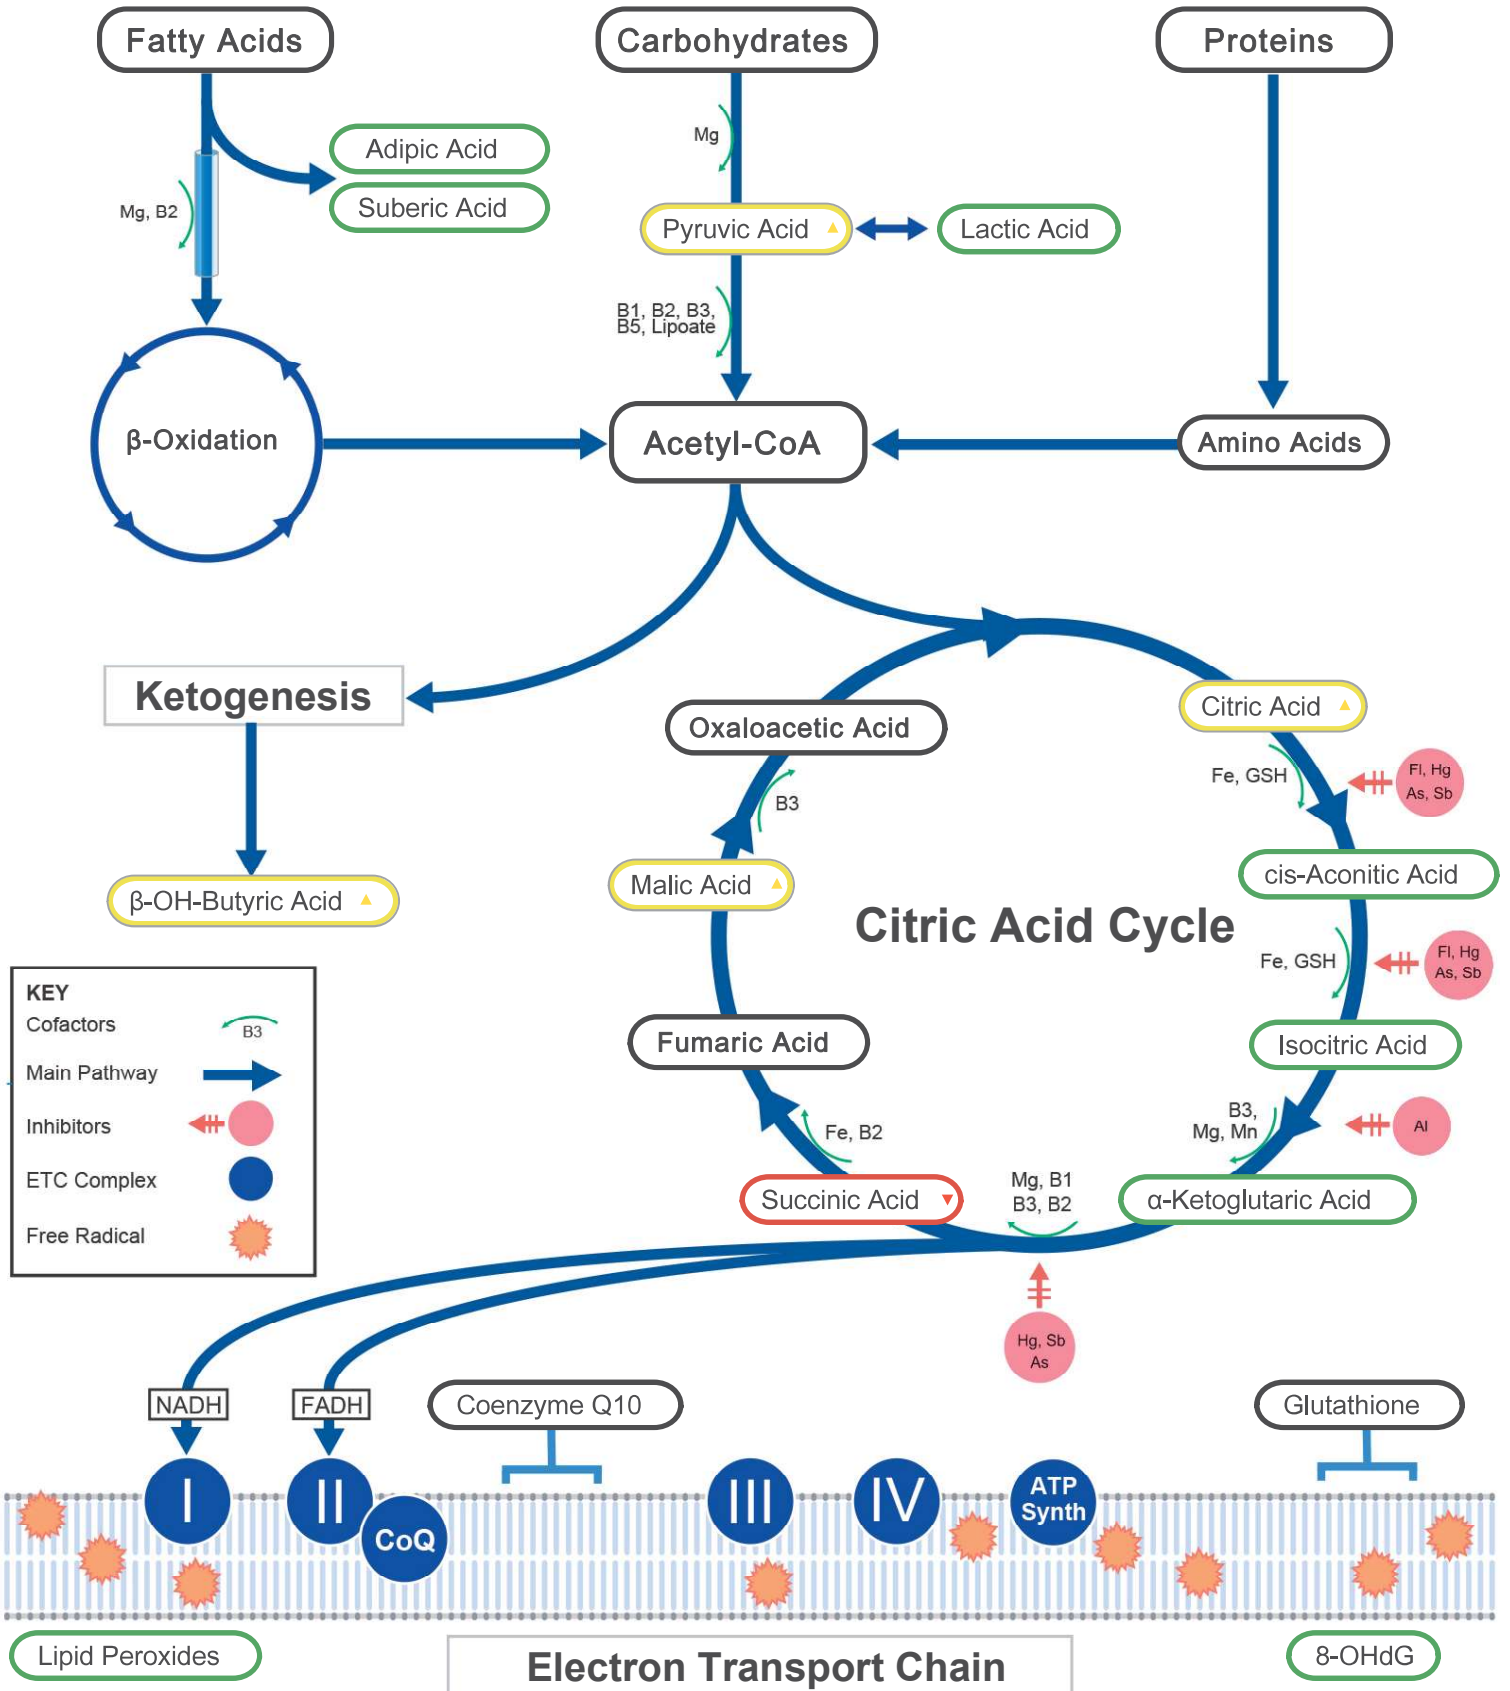 Fatty Acids
Carbohydrates
Proteins
Adipic Acid
Suberic Acid
Mg
Mg, B2
Pyruvic Acid
Lactic Acid
B1, B2, B3,
B5, Lipoate
β-Oxidation
Acetyl-CoA
Amino Acids
Ketogenesis
Oxaloacetic Acid
Citric Acid
Fe, GSH
Fl, Hg
As, Sb
B3
Malic Acid
cis-Aconitic Acid
β-OH-Butyric Acid
Citric Acid Cycle
Fe, GSH
Fl, Hg
As, Sb
KEY
Cofactors
B3
Main Pathway
Inhibitors
ETC Complex
Free Radical
Fumaric Acid
Isocitric Acid
B3,
Mg, Mn
Al
Fe, B2
Succinic Acid
Mg, B1
B3, B2
α-Ketoglutaric Acid
Hg, Sb
As
NADH
FADH
Coenzyme Q10
Glutathione
I
II
CoQ
III
IV
ATP
Synth
Lipid Peroxides
Electron Transport Chain
8-OHdG